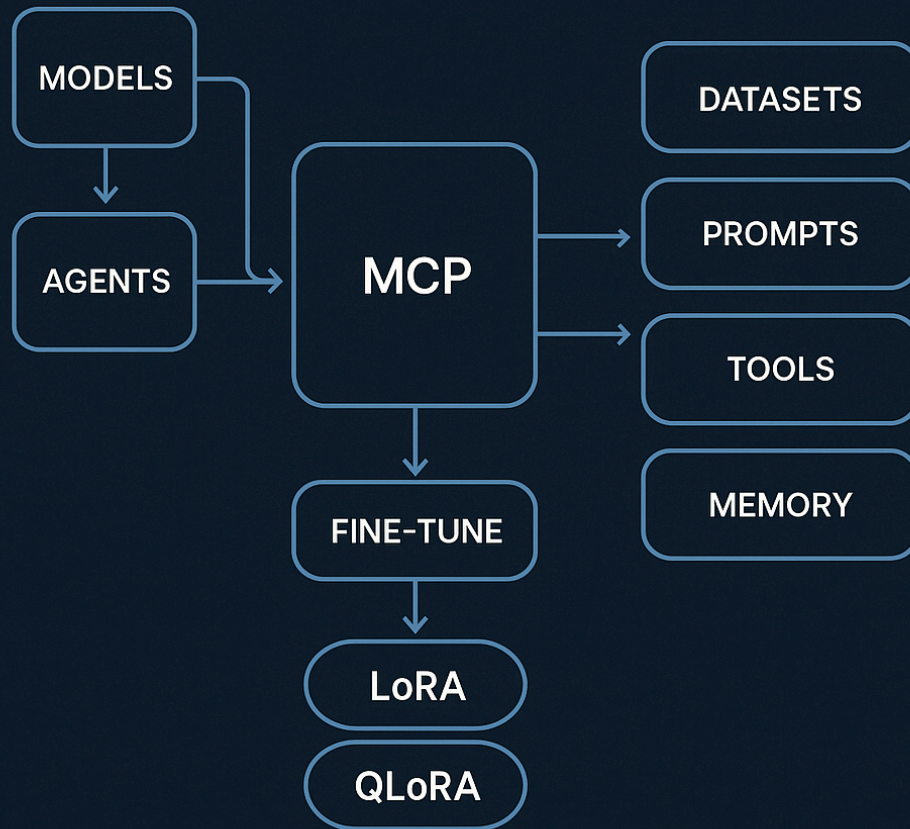 MODELS
AGENTS
MCP
FINE-TUNE
LoRA
QLoRA
DATASETS
PROMPTS
TOOLS
MEMORY